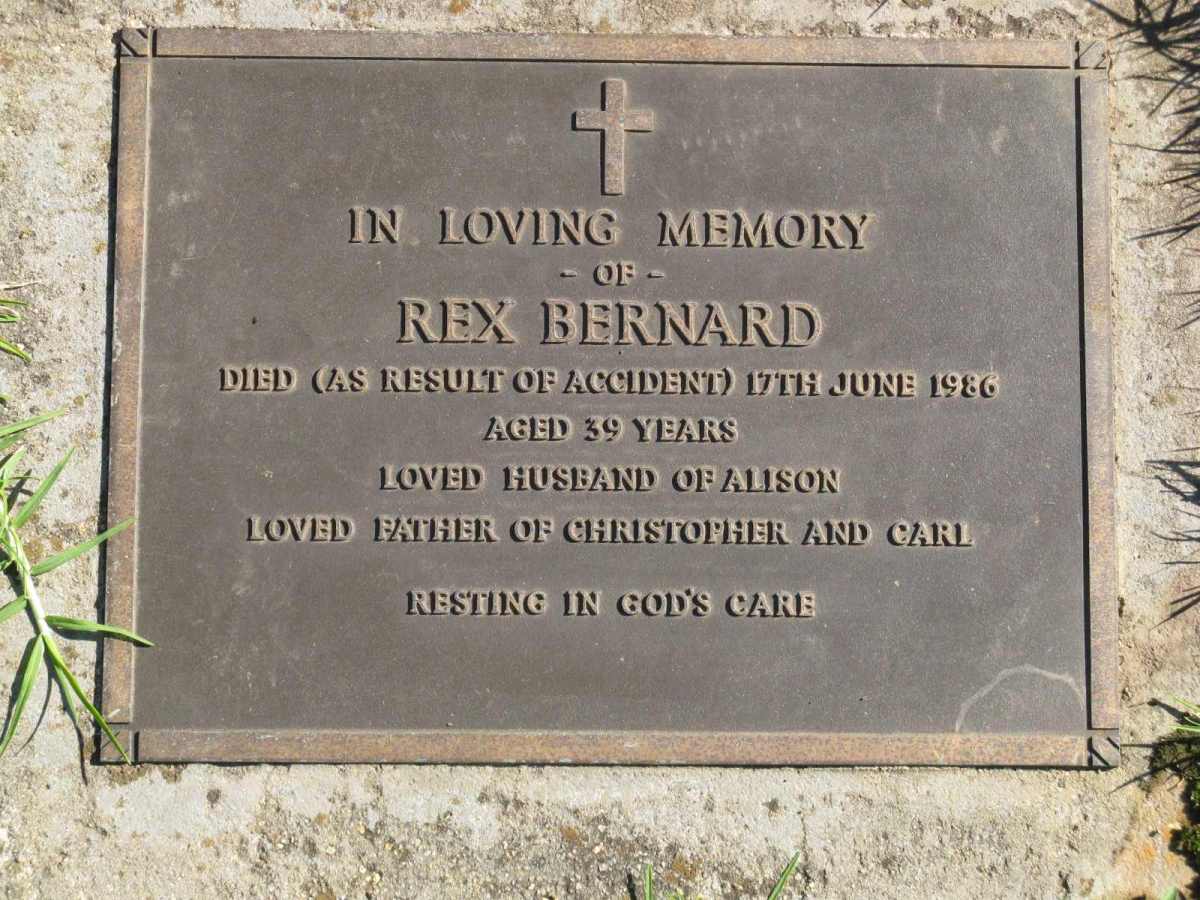 IN LOVING MEMORY
- OF -
REX BERNARD
DIED (AS RESULT OF ACCIDENT) 17TH JUNE 1986
AGED 39 YEARS
LOVED HUSBAND OF ALISON
LOVED FATHER OF CHRISTOPHER AND CARL
RESTING IN GOD'S CARE